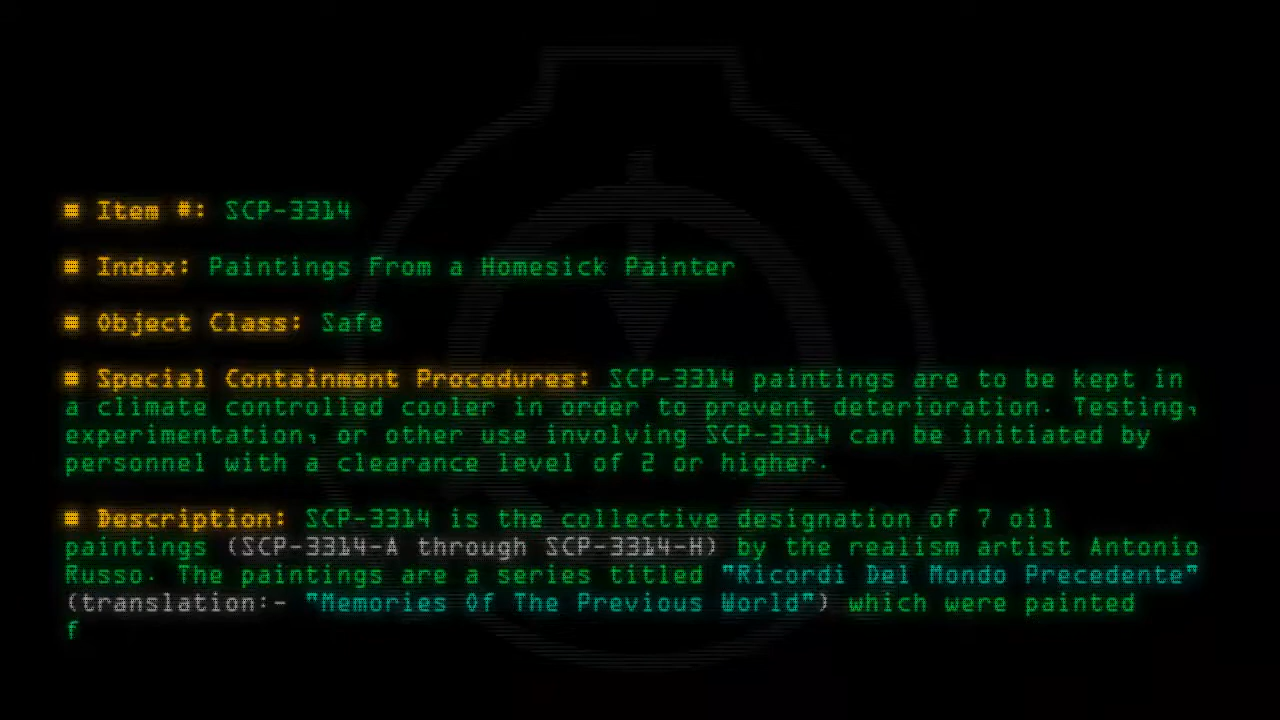 ■ Item #: SCP-3314
■ Index: Paintings From a Homesick Painter
■ Object Class: Safe
■ Special Containment Procedures: SCP-3314 paintings are to be kept in
a climate controlled cooler in order to prevent deterioration. Testing,
experimentation, or other use involving SCP-3314 can be initiated by
personnel with a clearance level of 2 or higher.
■ Description: SCP-3314 is the collective designation of 7 oil
paintings (SCP-3314-A through SCP-3314-H) by the realism artist Antonio
Russo. The paintings are a series titled "Ricordi Del Mondo Precedente"
(translation:- "Memories Of The Previous World") which were painted
f